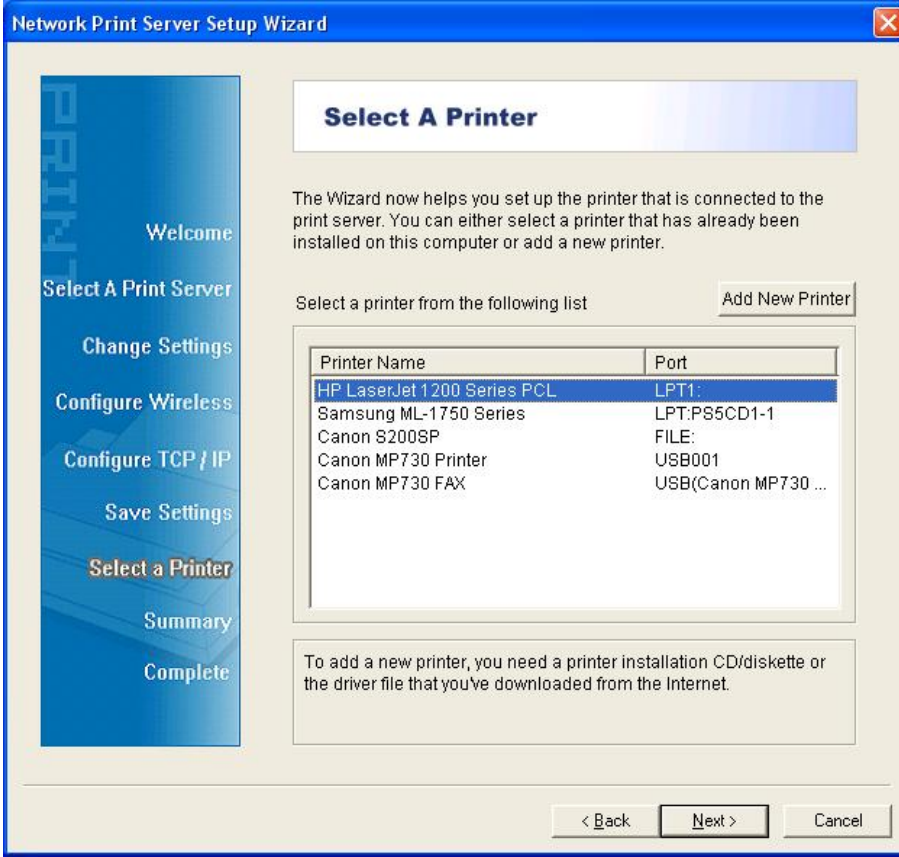 Network Print Server Setup Wizard
PRINT
Welcome
Select A Print Server
Change Settings
Configure Wireless
Configure TCP / IP
Save Settings
Select a Printer
Summary
Complete
Select A Printer
The Wizard now helps you set up the printer that is connected to the
print server. You can either select a printer that has already been
installed on this computer or add a new printer.
Select a printer from the following list
Add New Printer
Printer Name Port
HP LaserJet 1200 Series PCL LPT1:
Samsung ML-1750 Series LPT:PS5CD1-1
Canon S200SP FILE:
Canon MP730 Printer USB001
Canon MP730 FAX USB(Canon MP730 ...
To add a new printer, you need a printer installation CD/diskette or
the driver file that you've downloaded from the Internet.
< Back Next > Cancel